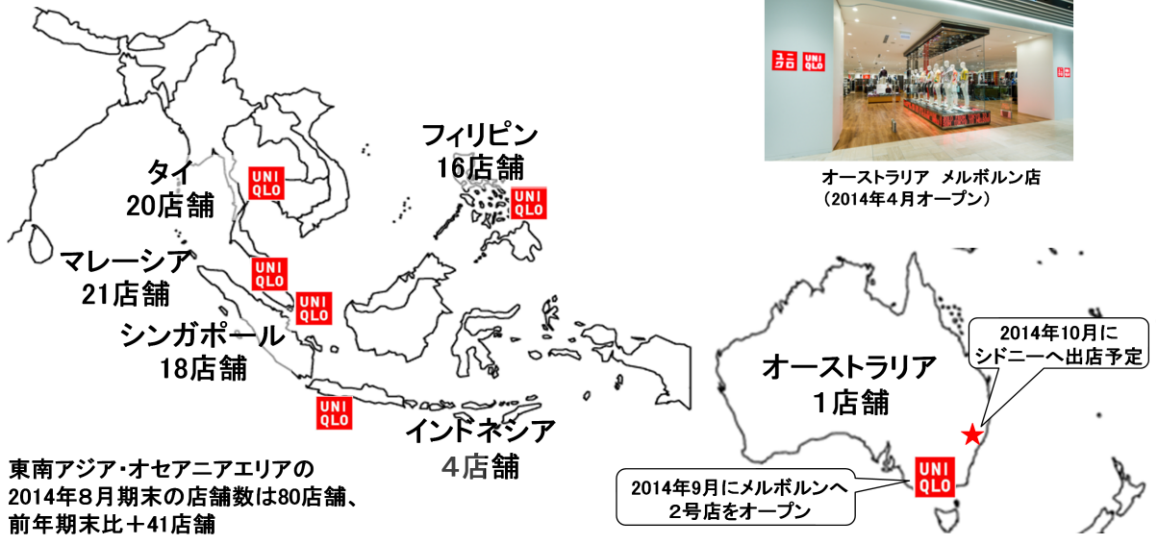 ユニ
クロ
UNI
QLO
オーストラリア メルボルン店
(2014年4月オープン)
フィリピン
16店舗
UNI
QLO
タイ
20店舗
UNI
QLO
マレーシア
21店舗
UNI
QLO
シンガポール
18店舗
UNI
QLO
UNI
QLO
インドネシア
4店舗
オーストラリア
1店舗
2014年10月に
シドニーへ出店予定
UNI
QLO
2014年9月にメルボルンへ
2号店をオープン
東南アジア・オセアニアエリアの
2014年8月期末の店舗数は80店舗、
前年期末比+41店舗